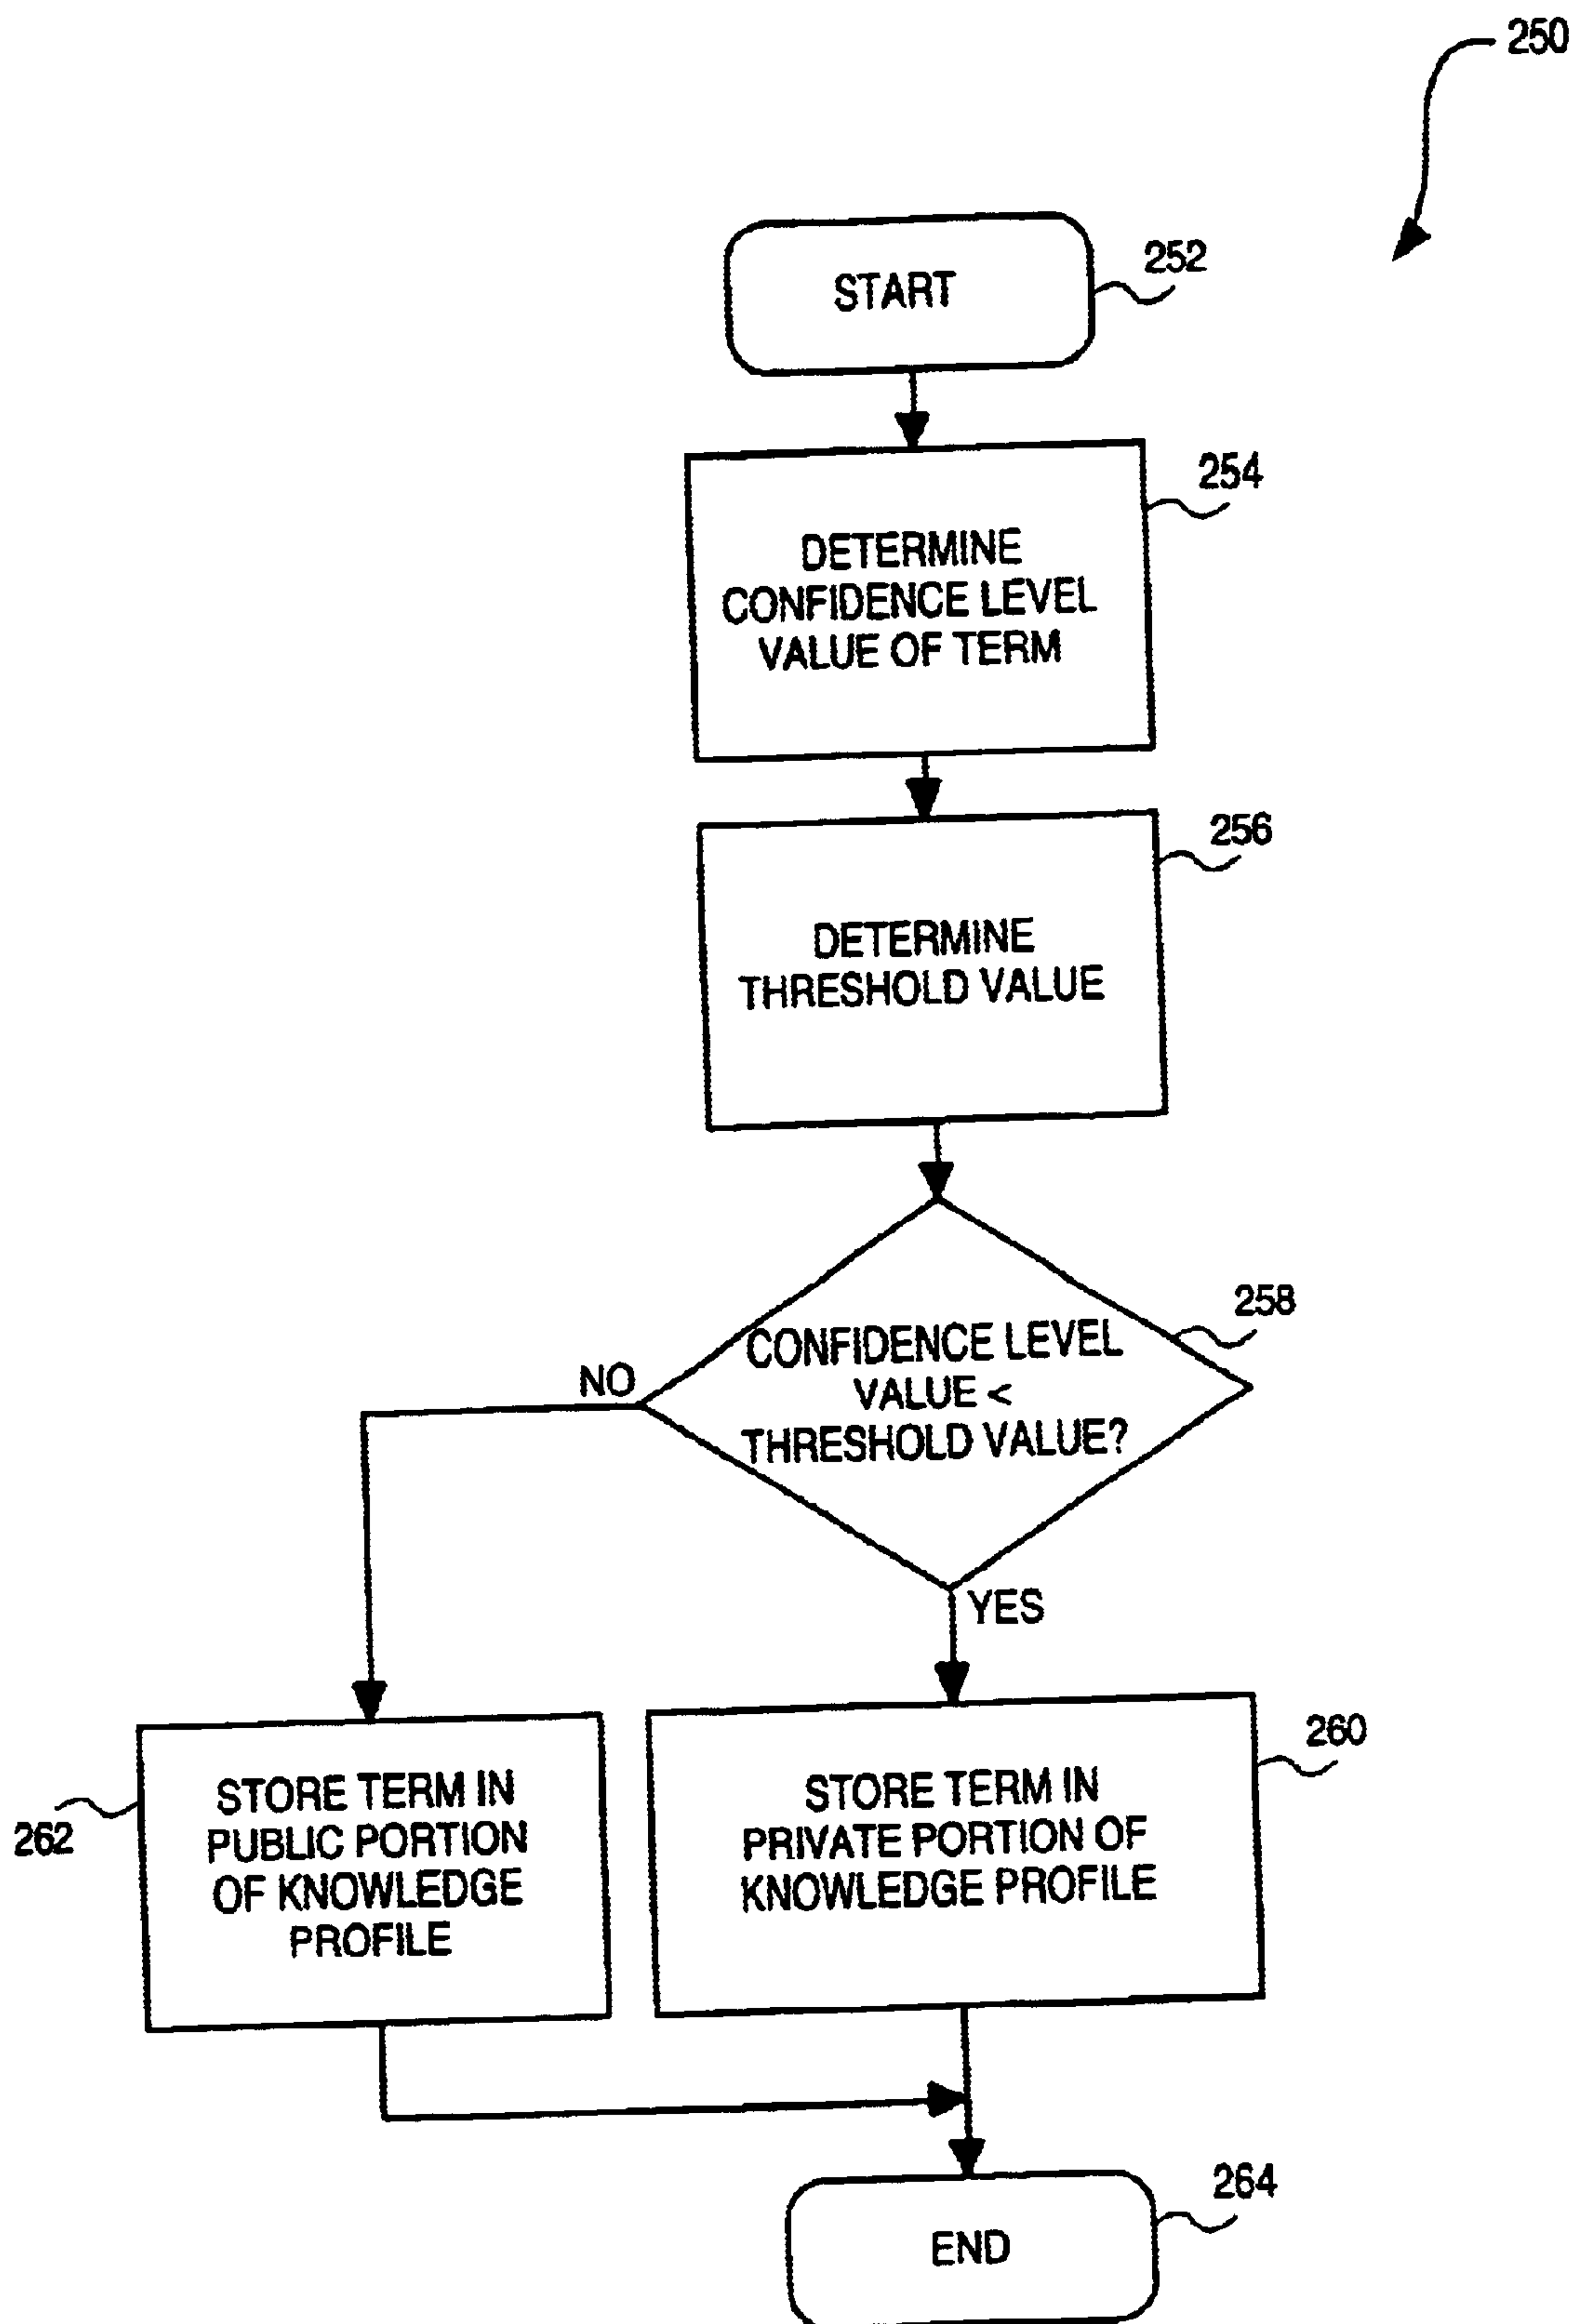 250
START
252
DETERMINE
CONFIDENCE LEVEL
VALUE OF TERM
254
DETERMINE
THRESHOLD VALUE
256
CONFIDENCE LEVEL
VALUE <
THRESHOLD VALUE?
258
NO
YES
STORE TERM IN
PUBLIC PORTION
OF KNOWLEDGE
PROFILE
262
STORE TERM IN
PRIVATE PORTION OF
KNOWLEDGE PROFILE
260
END
264